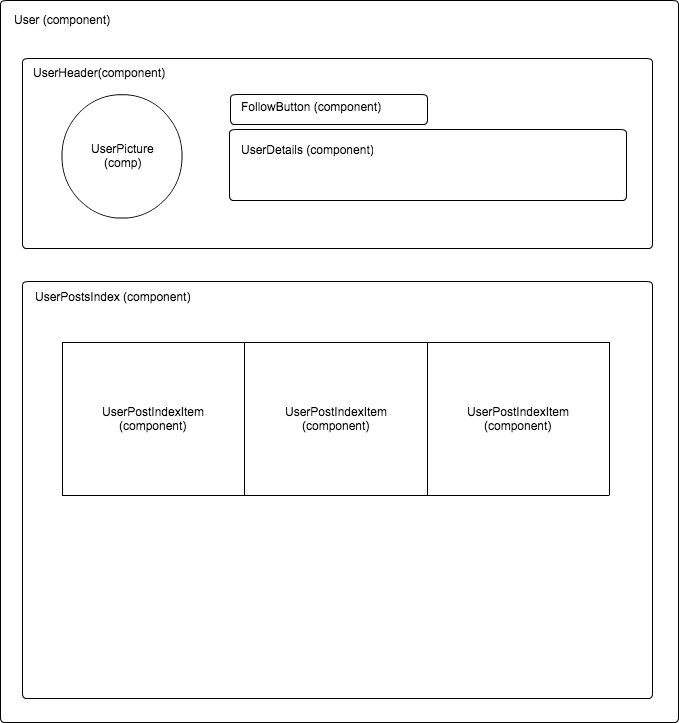 User (component)
UserHeader(component)
FollowButton (component)
UserPicture
(comp)
UserDetails (component)
UserPostsIndex (component)
UserPostIndexItem
(component)
UserPostIndexItem
(component)
UserPostIndexItem
(component)